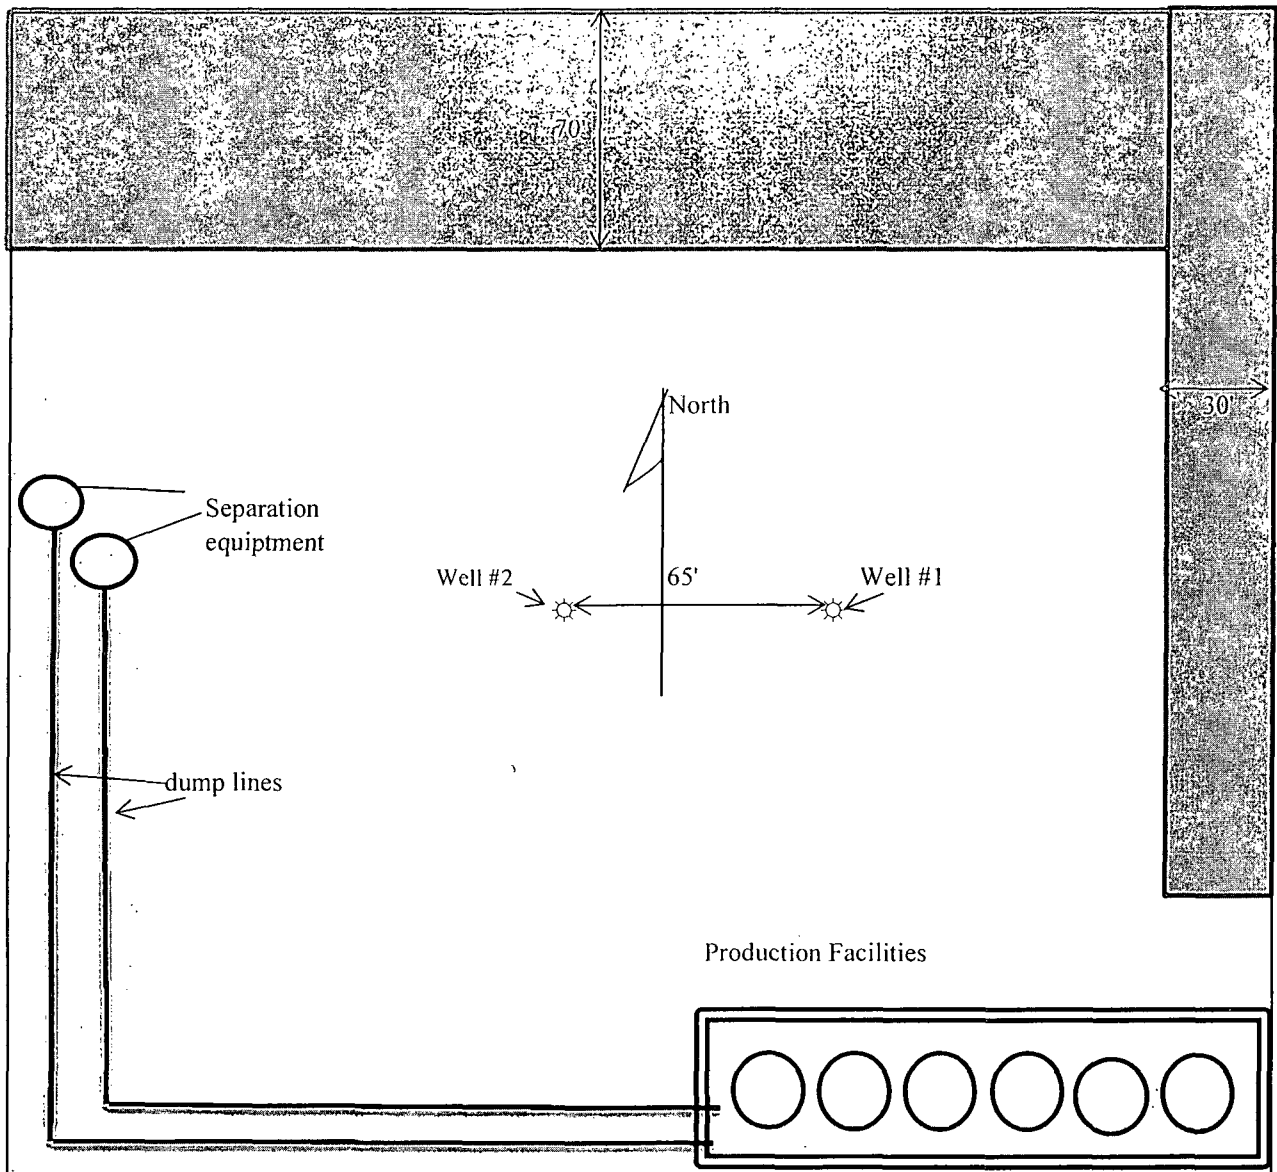 70'
North
30'
Separation
equiptment
Well #2
65'
Well #1
dump lines
Production Facilities